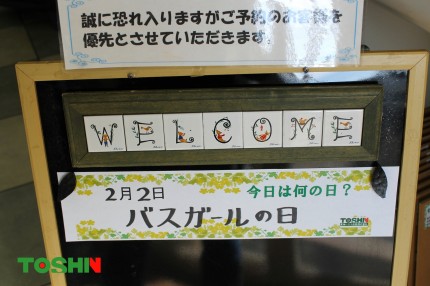 誠に恐れ入りますがご予約のお客様を
優先とさせていただきます。
WELCOME
2月2日 今日は何の日？
バスガールの日
TOSHIN
TOSHIN